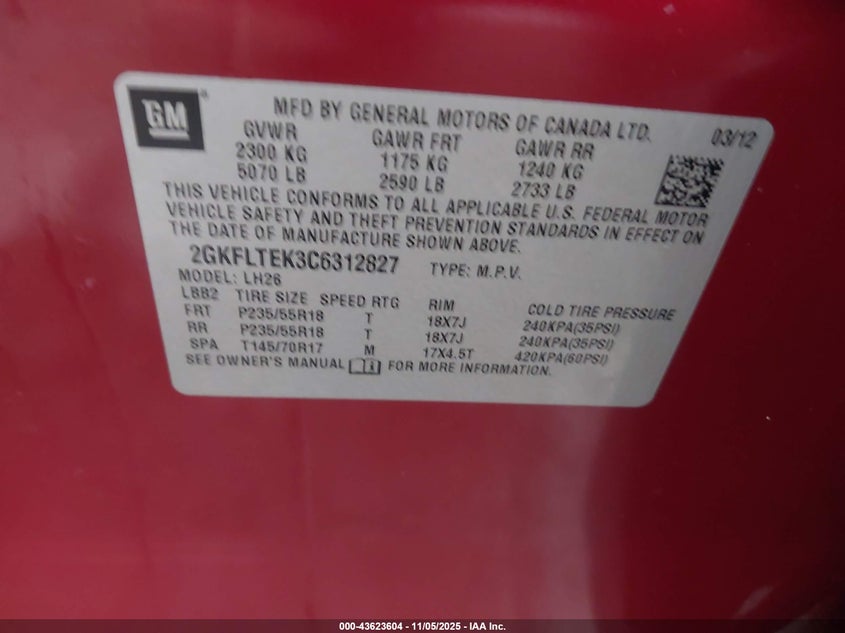 GM
MFD BY GENERAL MOTORS OF CANADA LTD. 03/12
GVWR GAWR FRT GAWR RR
2300 KG 1175 KG 1240 KG
5070 LB 2590 LB 2733 LB
THIS VEHICLE CONFORMS TO ALL APPLICABLE U.S. FEDERAL MOTOR
VEHICLE SAFETY AND THEFT PREVENTION STANDARDS IN EFFECT ON
THE DATE OF MANUFACTURE SHOWN ABOVE.
2GKFLTEK3C6312827 TYPE: M.P.V.
MODEL: LH26
LBB2 TIRE SIZE SPEED RTG RIM COLD TIRE PRESSURE
FRT P235/55R18 T 18X7J 240KPA(35PSI)
RR P235/55R18 T 18X7J 240KPA(35PSI)
SPA T145/70R17 M 17X4.5T 420KPA(60PSI)
SEE OWNER'S MANUAL FOR MORE INFORMATION.
000-43623604 - 11/05/2025 - IAA Inc.